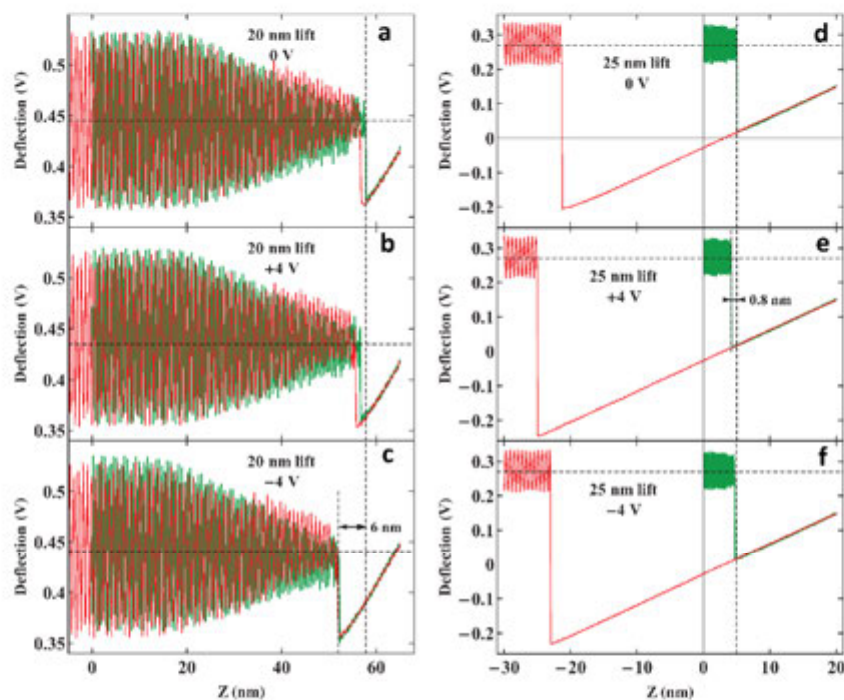 a
20 nm lift
0 V
Deflection (V)
0.5
0.45
0.4
0.35
b
20 nm lift
+4 V
Deflection (V)
0.5
0.45
0.4
0.35
c
20 nm lift
−4 V
6 nm
Deflection (V)
0.5
0.45
0.4
0.35
0 20 40 60
Z (nm)
d
25 nm lift
0 V
Deflection (V)
0.3
0.2
0.1
0
−0.1
−0.2
e
25 nm lift
+4 V
0.8 nm
Deflection (V)
0.3
0.2
0.1
0
−0.1
−0.2
f
25 nm lift
−4 V
Deflection (V)
0.3
0.2
0.1
0
−0.1
−0.2
−30 −20 −10 0 10 20
Z (nm)